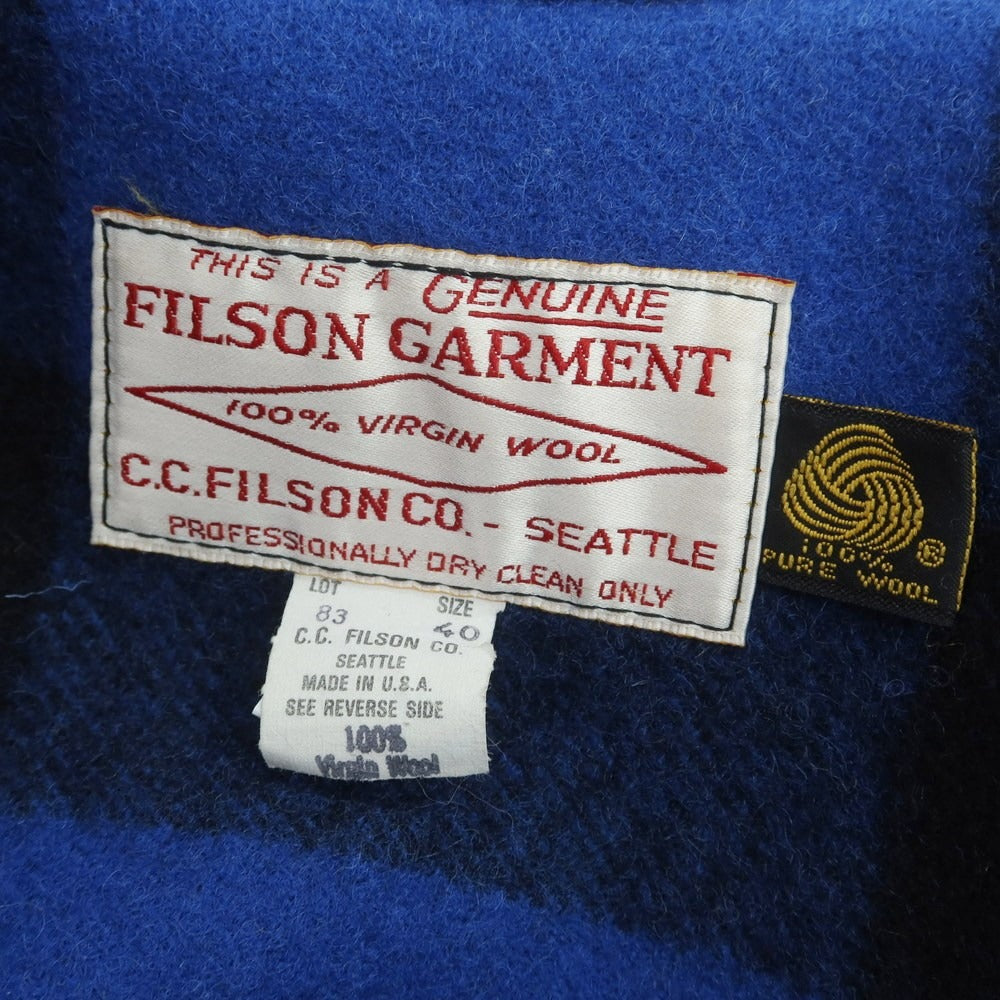 THIS IS A GENUINE
FILSON GARMENT
100% VIRGIN WOOL
C.C. FILSON CO. - SEATTLE
PROFESSIONALLY DRY CLEAN ONLY
100%
PURE WOOL ®
LOT SIZE
83 40
C.C. FILSON CO.
SEATTLE
MADE IN U.S.A.
SEE REVERSE SIDE
100%
Virgin Wool